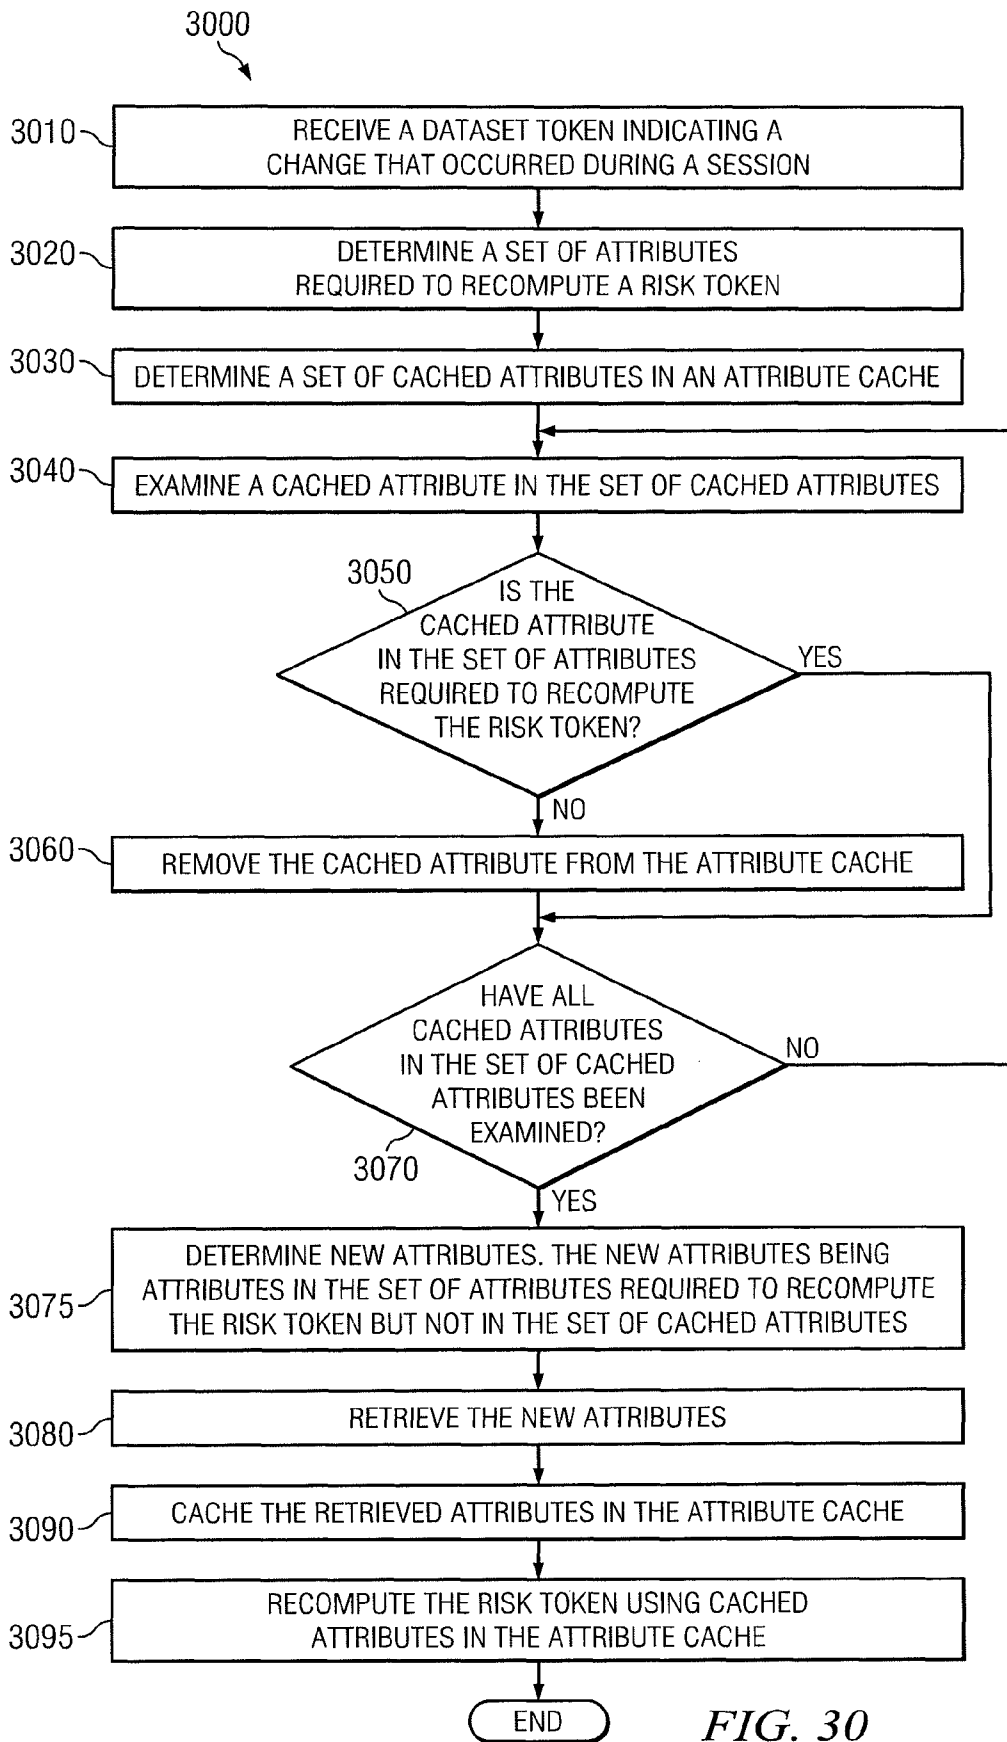 3000
3010
RECEIVE A DATASET TOKEN INDICATING A
CHANGE THAT OCCURRED DURING A SESSION
3020
DETERMINE A SET OF ATTRIBUTES
REQUIRED TO RECOMPUTE A RISK TOKEN
3030
DETERMINE A SET OF CACHED ATTRIBUTES IN AN ATTRIBUTE CACHE
3040
EXAMINE A CACHED ATTRIBUTE IN THE SET OF CACHED ATTRIBUTES
3050
IS THE
CACHED ATTRIBUTE
IN THE SET OF ATTRIBUTES
REQUIRED TO RECOMPUTE
THE RISK TOKEN?
YES
NO
3060
REMOVE THE CACHED ATTRIBUTE FROM THE ATTRIBUTE CACHE
HAVE ALL
CACHED ATTRIBUTES
IN THE SET OF CACHED
ATTRIBUTES BEEN
EXAMINED?
NO
3070
YES
3075
DETERMINE NEW ATTRIBUTES. THE NEW ATTRIBUTES BEING
ATTRIBUTES IN THE SET OF ATTRIBUTES REQUIRED TO RECOMPUTE
THE RISK TOKEN BUT NOT IN THE SET OF CACHED ATTRIBUTES
3080
RETRIEVE THE NEW ATTRIBUTES
3090
CACHE THE RETRIEVED ATTRIBUTES IN THE ATTRIBUTE CACHE
3095
RECOMPUTE THE RISK TOKEN USING CACHED
ATTRIBUTES IN THE ATTRIBUTE CACHE
END
FIG. 30